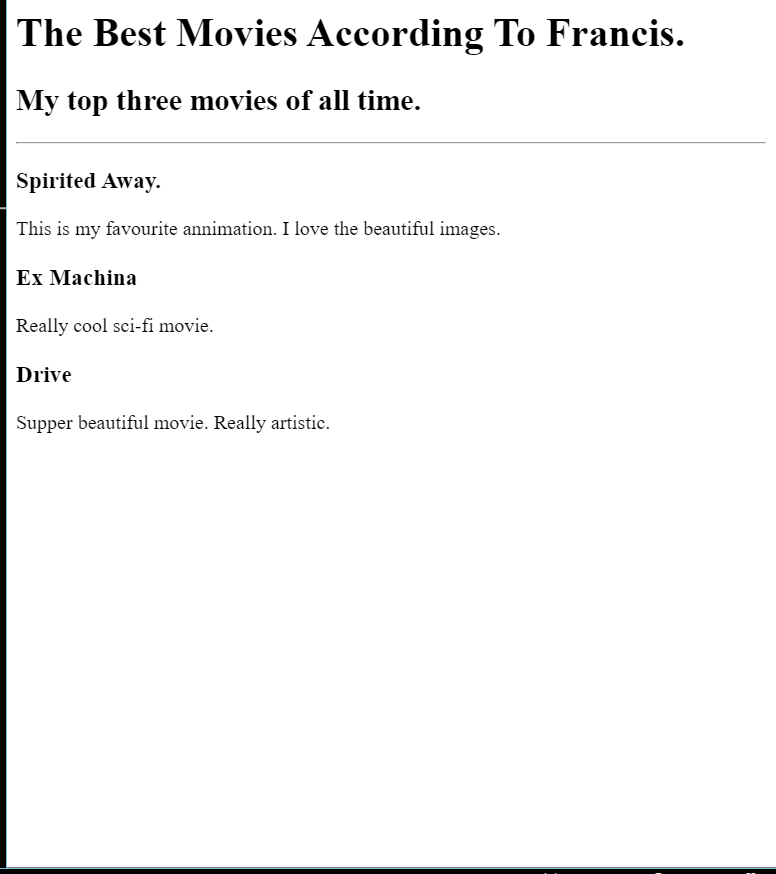 The Best Movies According To Francis.
My top three movies of all time.
Spirited Away.
This is my favourite annimation. I love the beautiful images.
Ex Machina
Really cool sci-fi movie.
Drive
Supper beautiful movie. Really artistic.